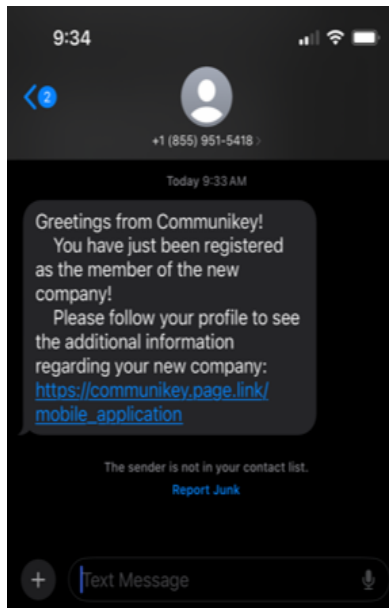 9:34
2
+1 (855) 951-5418
Today 9:33 AM
Greetings from Communikey!
You have just been registered
as the member of the new
company!
Please follow your profile to see
the additional information
regarding your new company:
https://communikey.page.link/
mobile_application
The sender is not in your contact list.
Report Junk
Text Message